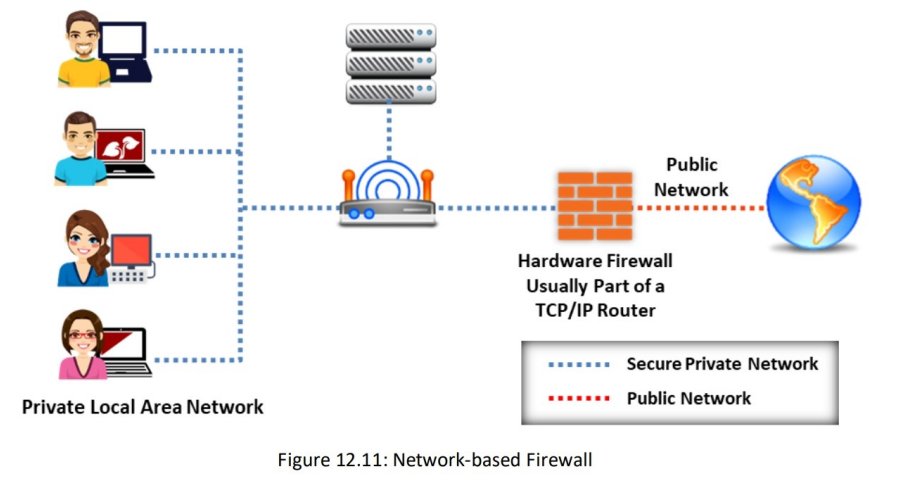 Public
Network
Hardware Firewall
Usually Part of a
TCP/IP Router
Secure Private Network
Public Network
Private Local Area Network
Figure 12.11: Network-based Firewall